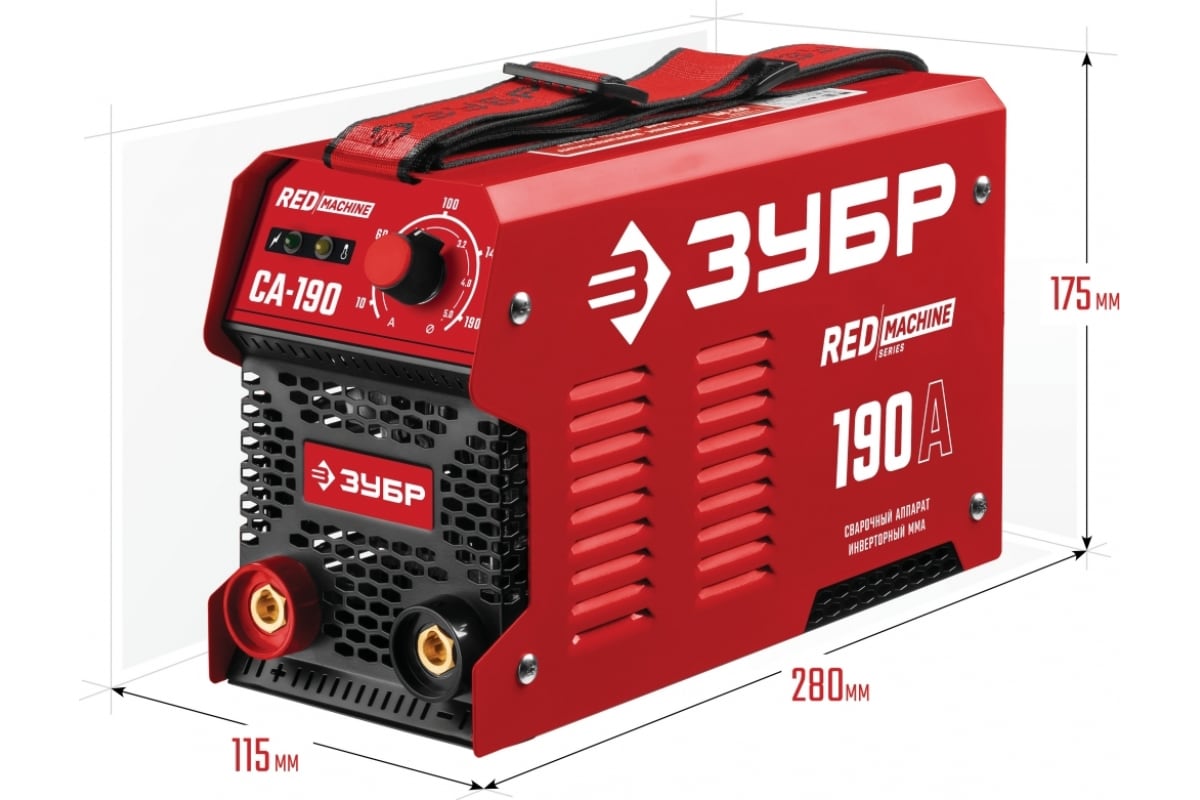 RED MACHINE
CA-190
10
60
100
14
190
3.2
4.0
5.0
A
Ø
ЗУБР
ЗУБР
RED MACHINE
SERIES
190 A
СВАРОЧНЫЙ АППАРАТ
ИНВЕРТОРНЫЙ ММА
+
−
175 мм
280 мм
115 мм